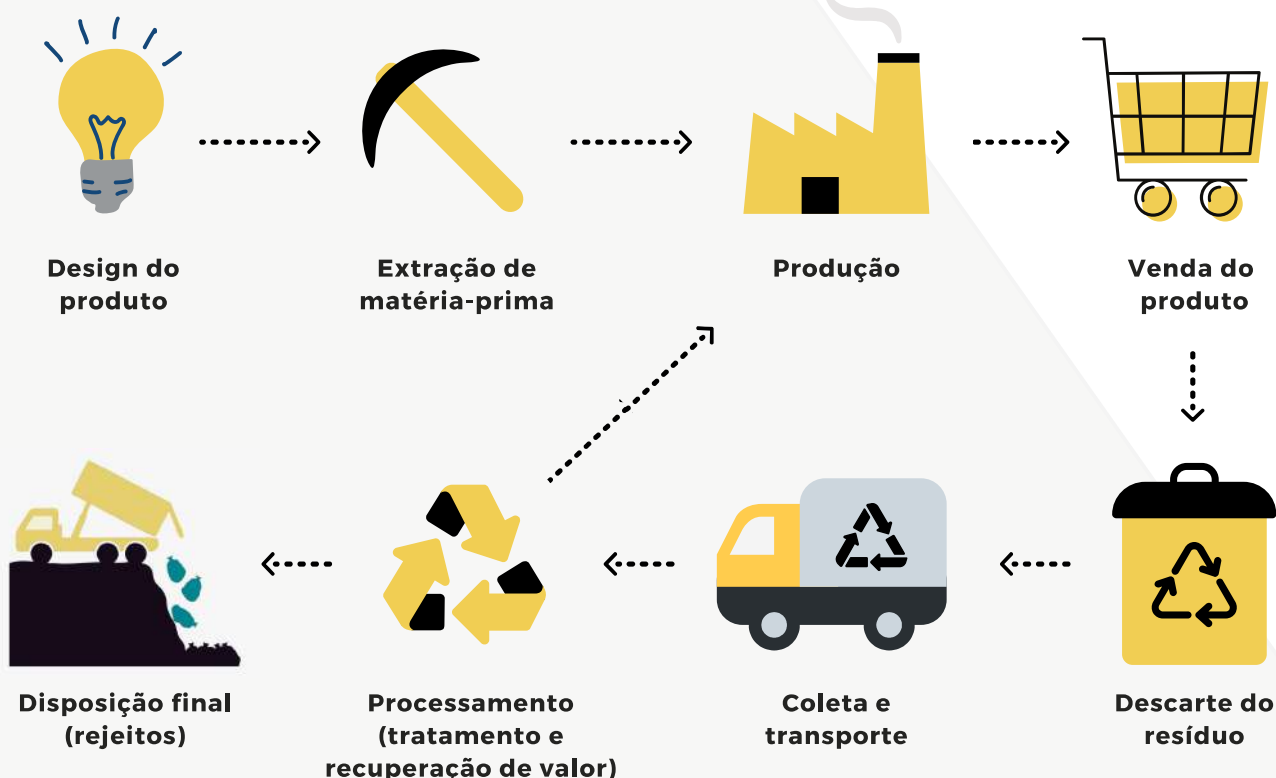 Design do
produto
Extração de
matéria-prima
Produção
Venda do
produto
Disposição final
(rejeitos)
Processamento
(tratamento e
recuperação de valor)
Coleta e
transporte
Descarte do
resíduo